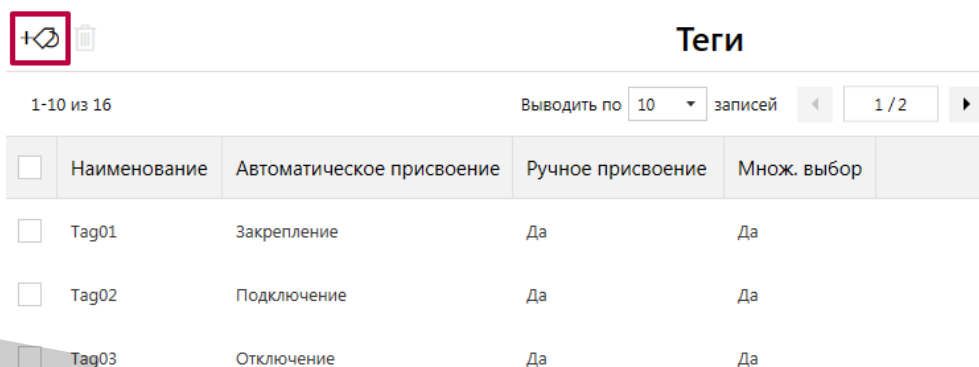 Теги
1-10 из 16 Выводить по 10 записей 1 / 2
Наименование Автоматическое присвоение Ручное присвоение Множ. выбор
Tag01 Закрепление Да Да
Tag02 Подключение Да Да
Tag03 Отключение Да Да